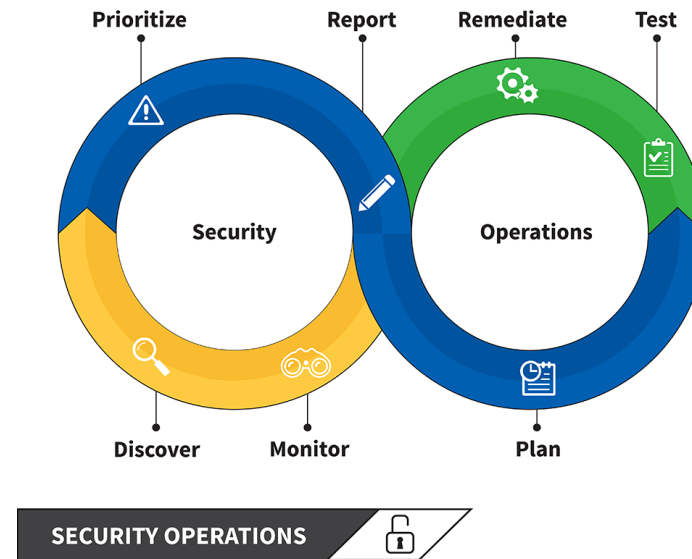 Prioritize
Report
Remediate
Test
Security
Operations
Discover
Monitor
Plan
SECURITY OPERATIONS